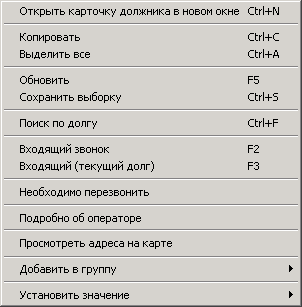 Открыть карточку должника в новом окне Ctrl+N
Копировать Ctrl+C
Выделить все Ctrl+A
Обновить F5
Сохранить выборку Ctrl+S
Поиск по долгу Ctrl+F
Входящий звонок F2
Входящий (текущий долг) F3
Необходимо перезвонить
Подробно об операторе
Просмотреть адреса на карте
Добавить в группу
Установить значение